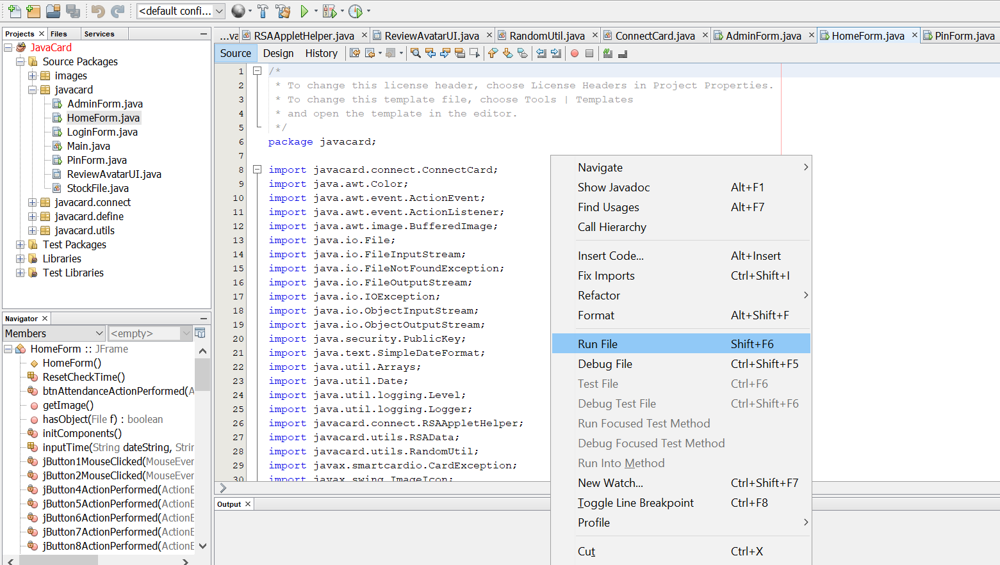 <default confi...
Projects
Files
Services
JavaCard
Source Packages
images
javacard
AdminForm.java
HomeForm.java
LoginForm.java
Main.java
PinForm.java
ReviewAvatarUI.java
StockFile.java
javacard.connect
javacard.define
javacard.utils
Test Packages
Libraries
Test Libraries
Navigator
Members
<empty>
HomeForm :: JFrame
HomeForm()
ResetCheckTime()
btnAttendanceActionPerformed(A
getImage()
hasObject(File f) : boolean
initComponents()
inputTime(String dateString, Strin
jButton1MouseClicked(MouseEver
jButton2MouseClicked(MouseEver
jButton4ActionPerformed(ActionE
jButton5ActionPerformed(ActionE
jButton6ActionPerformed(ActionE
jButton7ActionPerformed(ActionE
jButton8ActionPerformed(ActionE
...va
RSAAppletHelper.java
ReviewAvatarUI.java
RandomUtil.java
ConnectCard.java
AdminForm.java
HomeForm.java
PinForm.java
Source
Design
History
1 /*
2 * To change this license header, choose License Headers in Project Properties.
3 * To change this template file, choose Tools | Templates
4 * and open the template in the editor.
5 */
6 package javacard;
7
8 import javacard.connect.ConnectCard;
9 import java.awt.Color;
10 import java.awt.event.ActionEvent;
11 import java.awt.event.ActionListener;
12 import java.awt.image.BufferedImage;
13 import java.io.File;
14 import java.io.FileInputStream;
15 import java.io.FileNotFoundException;
16 import java.io.FileOutputStream;
17 import java.io.IOException;
18 import java.io.ObjectInputStream;
19 import java.io.ObjectOutputStream;
20 import java.security.PublicKey;
21 import java.text.SimpleDateFormat;
22 import java.util.Arrays;
23 import java.util.Date;
24 import java.util.logging.Level;
25 import java.util.logging.Logger;
26 import javacard.connect.RSAAppletHelper;
27 import javacard.utils.RSAData;
28 import javacard.utils.RandomUtil;
29 import javax.smartcardio.CardException;
30 import javax.swing.ImageIcon;
Output
Navigate
Show Javadoc Alt+F1
Find Usages Alt+F7
Call Hierarchy
Insert Code... Alt+Insert
Fix Imports Ctrl+Shift+I
Refactor
Format Alt+Shift+F
Run File Shift+F6
Debug File Ctrl+Shift+F5
Test File Ctrl+F6
Debug Test File Ctrl+Shift+F6
Run Focused Test Method
Debug Focused Test Method
Run Into Method
New Watch... Ctrl+Shift+F7
Toggle Line Breakpoint Ctrl+F8
Profile
Cut Ctrl+X